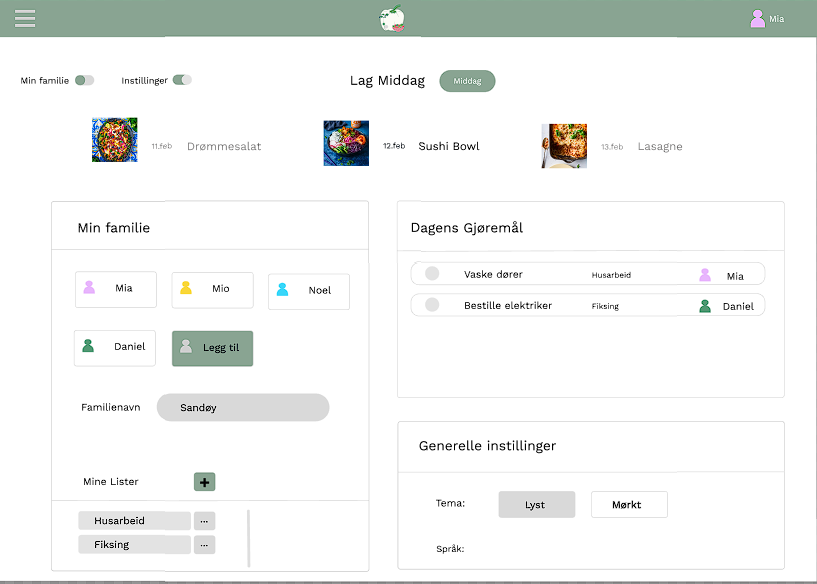 Mia
Min familie
Instillinger
Lag Middag
Middag
11.feb
Drømmesalat
12.feb
Sushi Bowl
13.feb
Lasagne
Min familie
Mia
Mio
Noel
Daniel
Legg til
Familienavn
Sandøy
Mine Lister
+
Husarbeid
...
Fiksing
...
Dagens Gjøremål
Vaske dører Husarbeid Mia
Bestille elektriker Fiksing Daniel
Generelle instillinger
Tema:
Lyst
Mørkt
Språk: